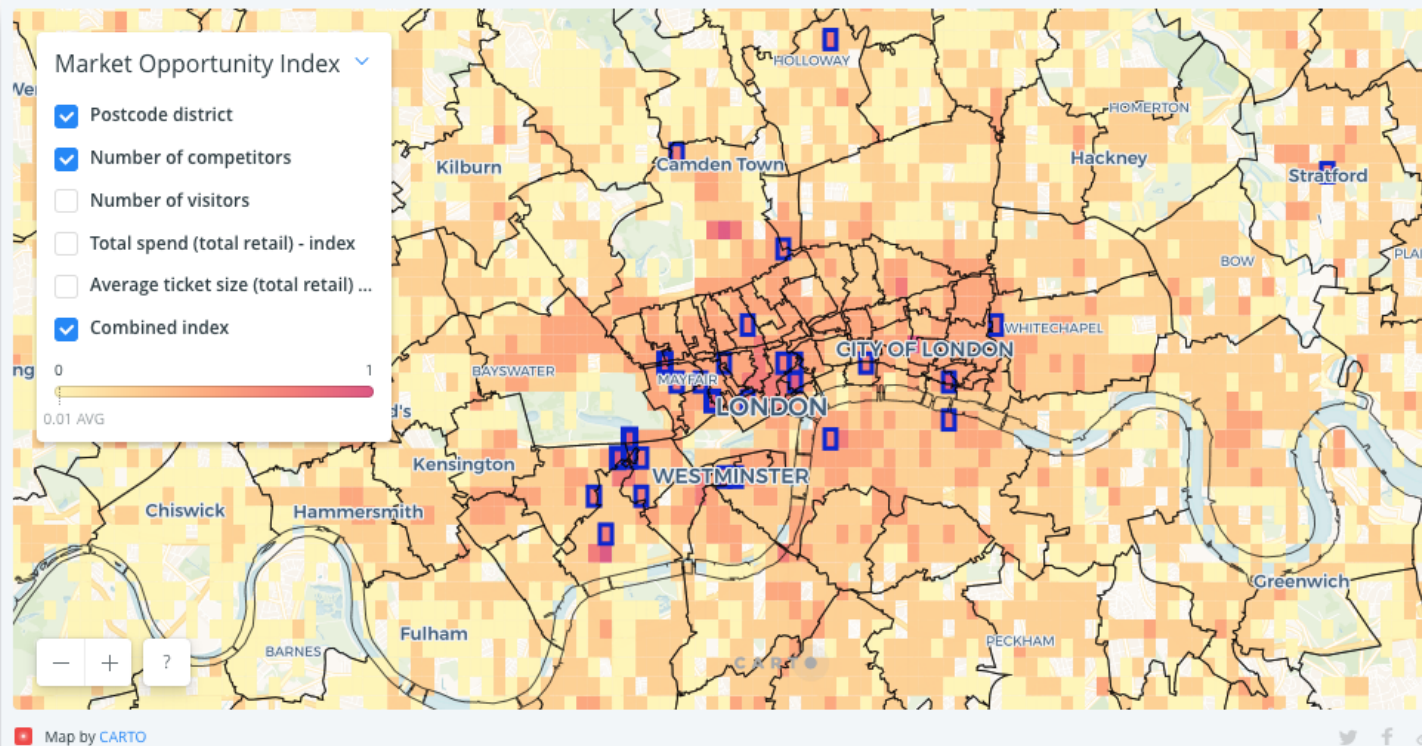 Market Opportunity Index
Postcode district
Number of competitors
Number of visitors
Total spend (total retail) - index
Average ticket size (total retail) ...
Combined index
0 1
0.01 AVG
HOLLOWAY
HOMERTON
Kilburn
Camden Town
Hackney
Stratford
BOW
WHITECHAPEL
CITY OF LONDON
BAYSWATER
MAYFAIR
LONDON
Kensington
WESTMINSTER
Chiswick
Hammersmith
Greenwich
Fulham
BARNES
PECKHAM
CARTO
?
Map by CARTO